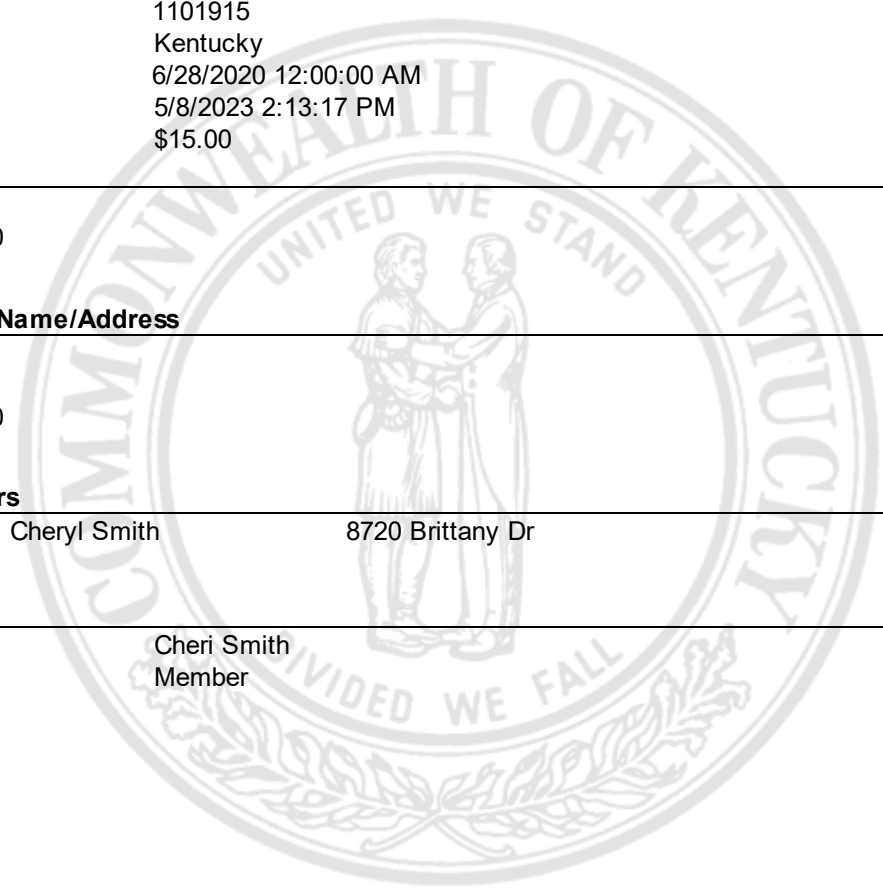 1101915
Kentucky
6/28/2020 12:00:00 AM
5/8/2023 2:13:17 PM
$15.00
Name/Address
rs
Cheryl Smith 8720 Brittany Dr
Cheri Smith
Member
COMMONWEALTH OF KENTUCKY
UNITED WE STAND
DIVIDED WE FALL